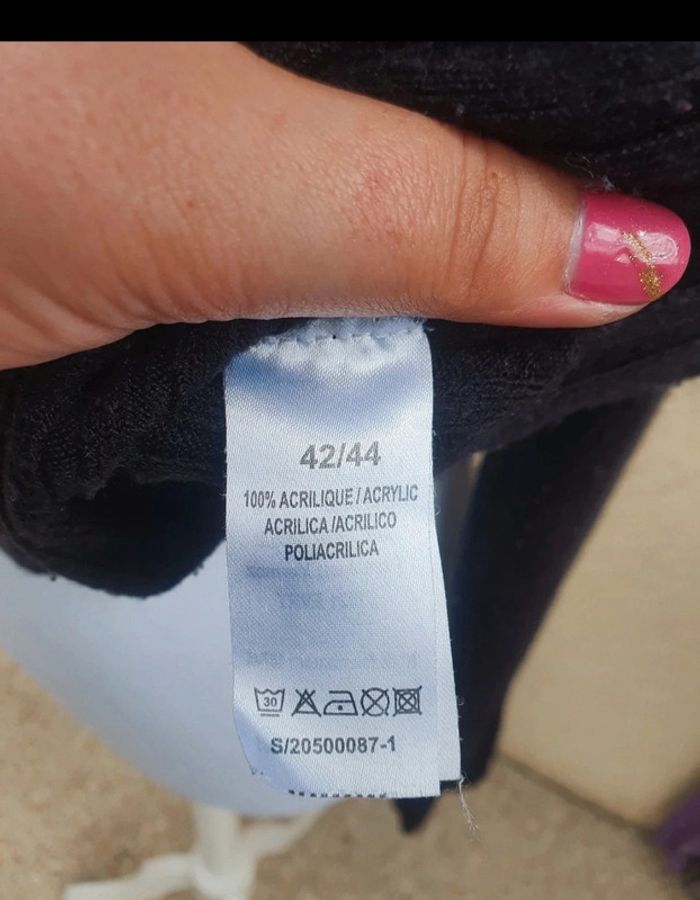 42/44
100% ACRILIQUE / ACRYLIC
ACRILICA /ACRILICO
POLIACRILICA
30
S/20500087-1